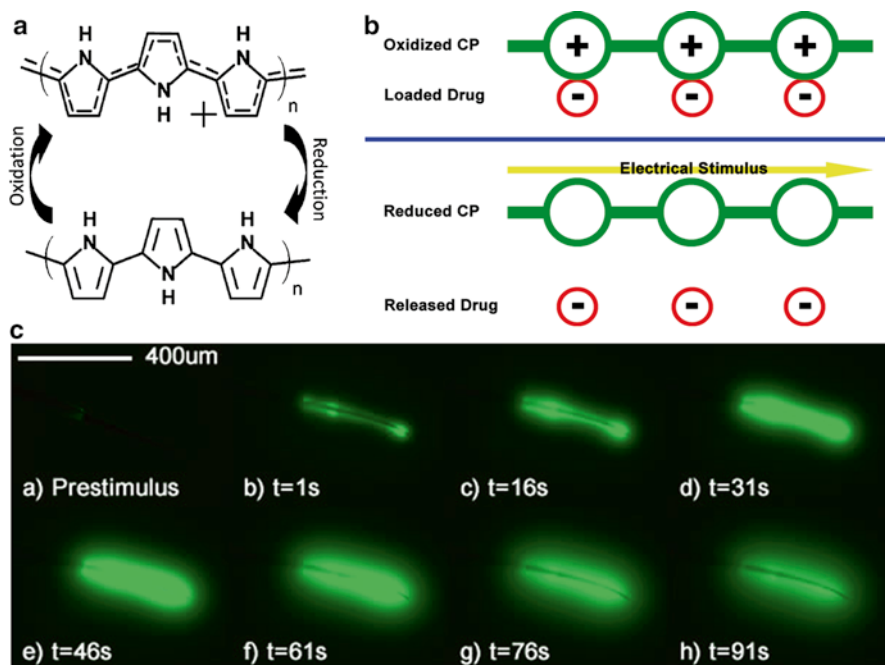 a
H
N
H
N
N
H
n
+
Oxidation
Reduction
H
N
H
N
N
H
n
b
Oxidized CP
+ + +
Loaded Drug
- - -
Electrical Stimulus
Reduced CP
Released Drug
- - -
c
400um
a) Prestimulus
b) t=1s
c) t=16s
d) t=31s
e) t=46s
f) t=61s
g) t=76s
h) t=91s